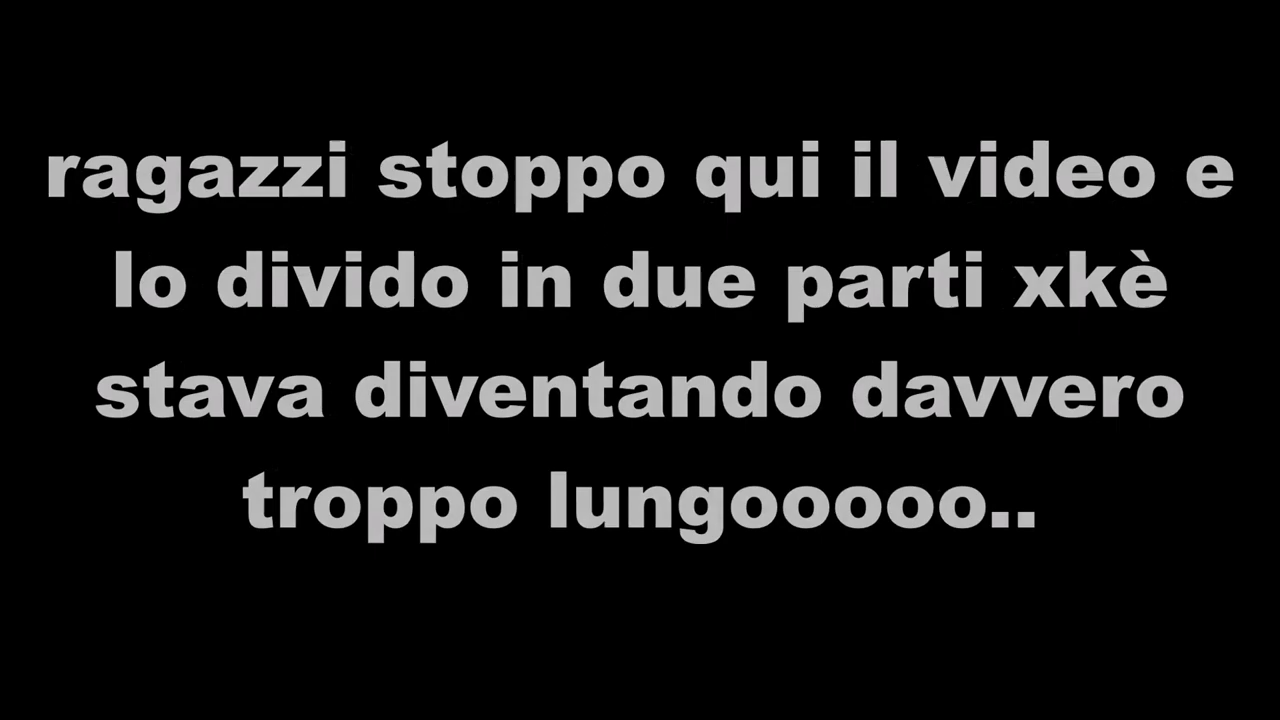 ragazzi stoppo qui il video e
lo divido in due parti xkè
stava diventando davvero
troppo lungooooo..